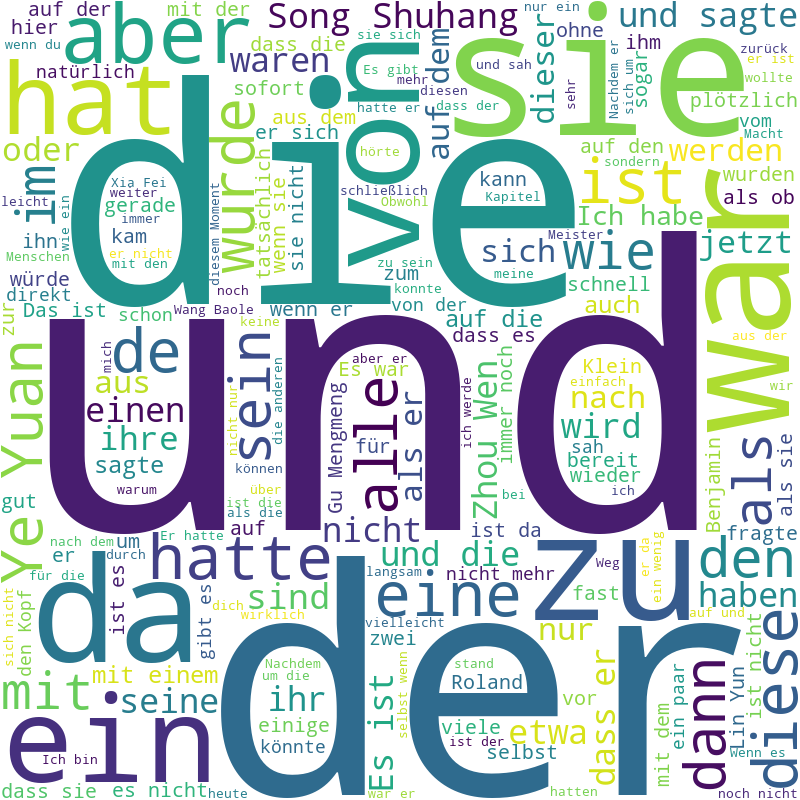 auf der
mit der
Song Shuhang
nur ein
und sagte
hier
aber
dass die
sie sich
ohne
ihm
wenn du
waren
Es gibt
auf dem
dieser
und sah
Nachdem er
sich um
sogar
zurück
er ist
wollte
natürlich
hat
die
sofort
von
mehr
diesen
sie
plötzlich
hatte er
dass der
sehr
oder
wurde
aus dem
er sich
vom
Macht
hörte
auf den
werden
sondern
im
Xia Fei
weiter
gerade
immer
tatsächlich
wenn sie
sie nicht
schließlich
Obwohl
kann
Kapitel
ist
wurden
als ob
leicht
wie ein
ihn
kam
diesem Moment
Ich habe
Menschen
er nicht
mit den
zu sein
zum
sich
Meister
wie
jetzt
war
würde
noch
konnte
meine
direkt
schnell
zur
Das ist
schon
Wang Baole
wenn er
von der
auf die
auch
und
keine
dass es
aus der
de
mich
sein
Es war
aber er
Klein
einfach
wir
Ye Yuan
aus
die anderen
alle
ich werde
Zhou Wen
immer noch
nach
einen
nicht nur
Gu Mengmeng
für
als er
wird
Benjamin
als
als sie
ihre
sah
sagte
können
bereit
warum
über
wieder
ich
gut
ist die
als die
bei
auf
nicht
ist da
fragte
nach dem
um
Er hatte
er
durch
hatte
und die
zu
er da
ein wenig
den
für die
da
ist es
gibt es
langsam
nicht mehr
Weg
eine
fast
haben
sich nicht
den Kopf
dich
wirklich
sind
vielleicht
zwei
nur
auf und
diese
mit
mit einem
Nachdem
um die
der
selbst wenn
stand
dass er
vor
ein paar
Lin Yun
ist nicht
seine
ihr
Es ist
Roland
dann
ein
einige
viele
etwa
mit dem
könnte
ist der
selbst
Wenn es
Ich bin
dass sie
es nicht
heute
war er
hatten
noch nicht